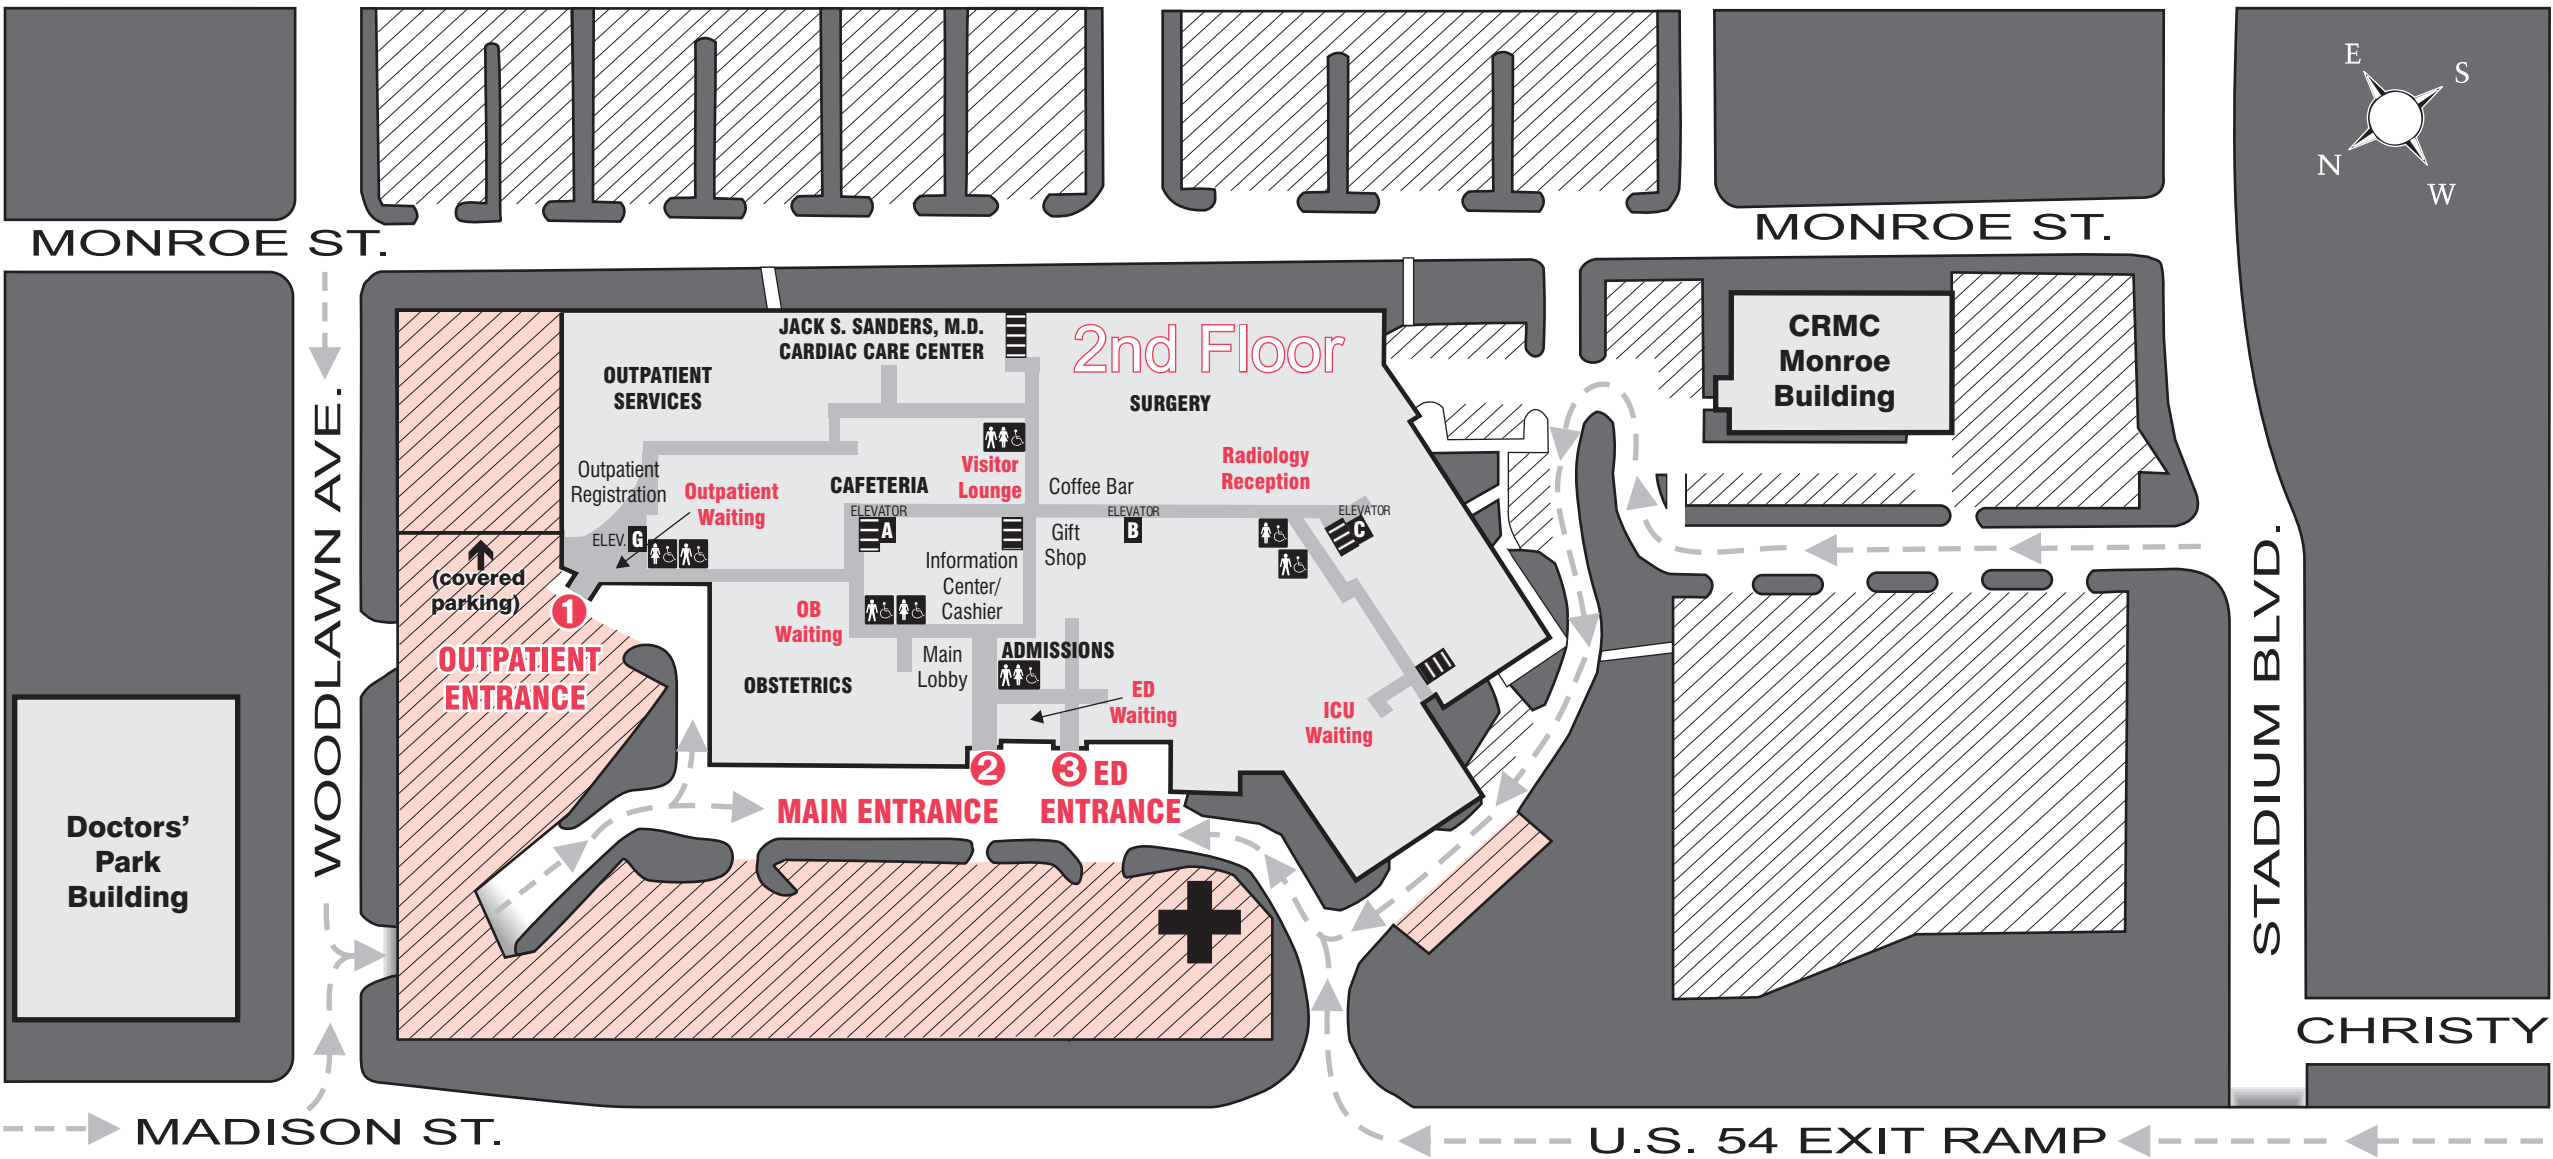 E
S
N
W
MONROE ST.
MONROE ST.
JACK S. SANDERS, M.D.
CARDIAC CARE CENTER
2nd Floor
CRMC
Monroe
Building
OUTPATIENT
SERVICES
SURGERY
WOODLAWN AVE.
Outpatient
Registration
Outpatient
Waiting
CAFETERIA
Visitor
Lounge
Coffee Bar
Radiology
Reception
ELEVATOR
A
ELEVATOR
B
ELEVATOR
C
ELEV.
G
Gift
Shop
Information
Center/
Cashier
(covered
parking)
1
OUTPATIENT
ENTRANCE
OB
Waiting
Main
Lobby
ADMISSIONS
OBSTETRICS
ED
Waiting
ICU
Waiting
2
MAIN ENTRANCE
3 ED
ENTRANCE
Doctors’
Park
Building
STADIUM BLVD.
CHRISTY
MADISON ST.
U.S. 54 EXIT RAMP